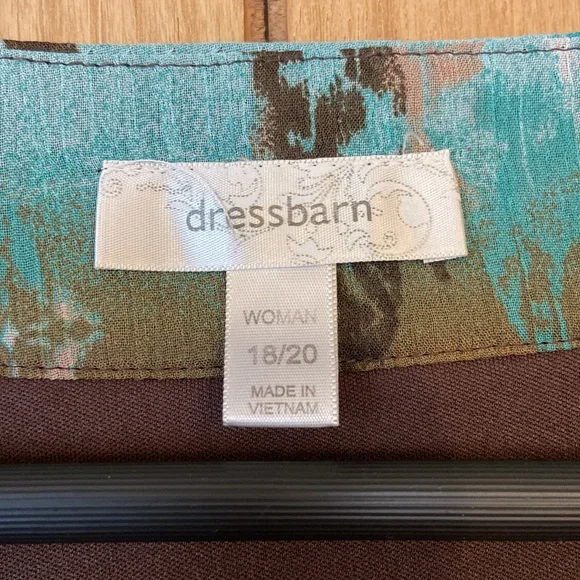 dressbarn
WOMAN
18/20
MADE IN
VIETNAM